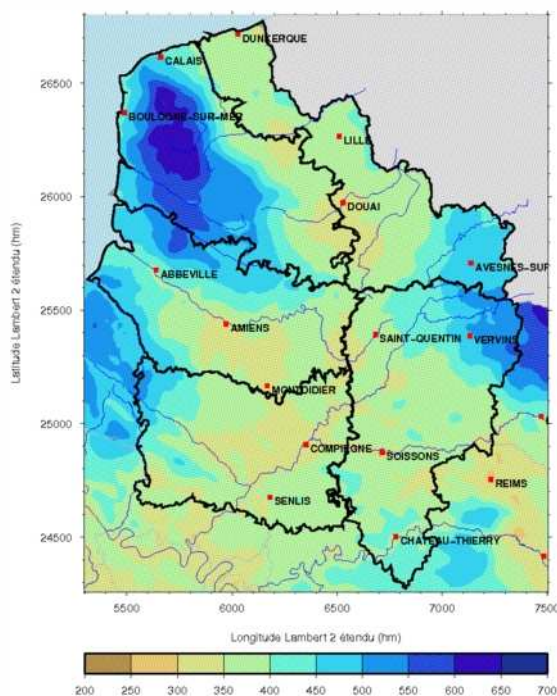 DUNKERQUE
CALAIS
26500
BOULOGNE-SUR-MER
LILLE
26000
DOUAI
AVESNES-SUR
ABBEVILLE
25500
AMIENS
SAINT-QUENTIN
VERVINS
MONTDIDIER
25000
COMPIEGNE
SOISSONS
REIMS
SENLIS
24500
CHATEAU-THIERRY
Latitude Lambert 2 étendu (hm)
5500 6000 6500 7000 7500
Longitude Lambert 2 étendu (hm)
200 250 300 350 400 450 500 550 600 650 6000 700